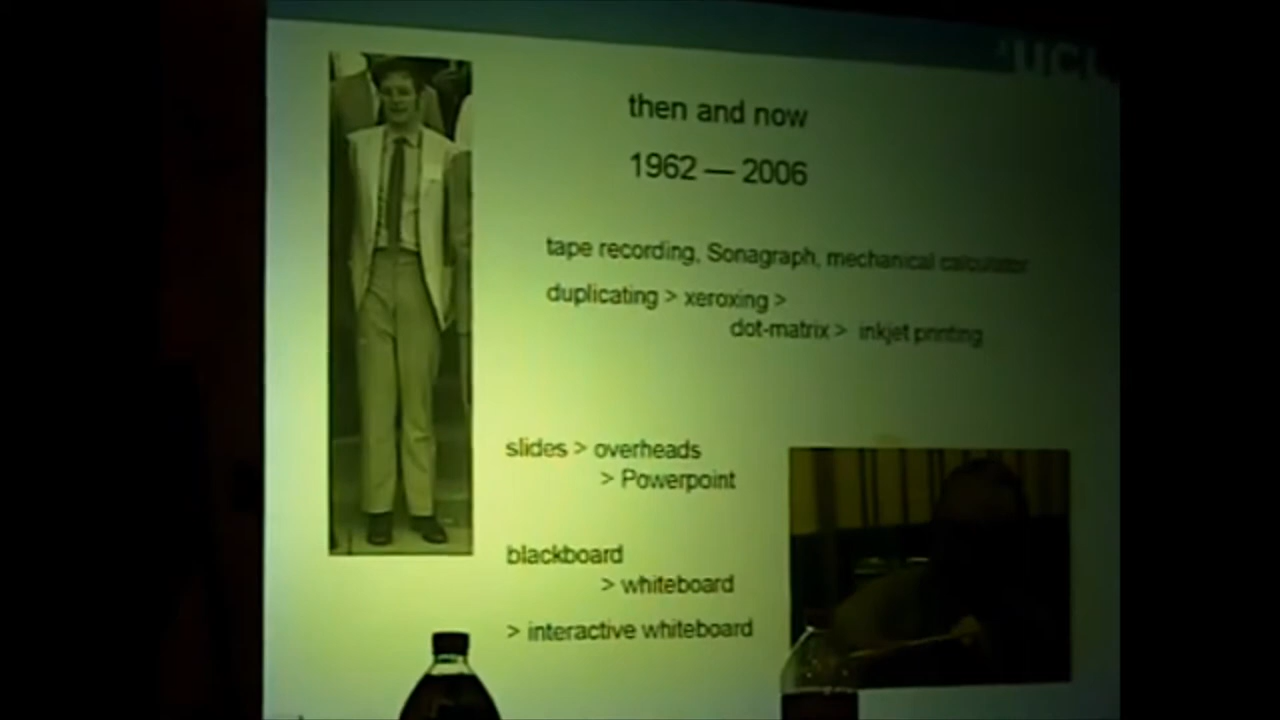 UCL
then and now
1962 — 2006
tape recording, Sonagraph, mechanical calculator
duplicating > xeroxing >
dot-matrix > inkjet printing
slides > overheads
> Powerpoint
blackboard
> whiteboard
> interactive whiteboard